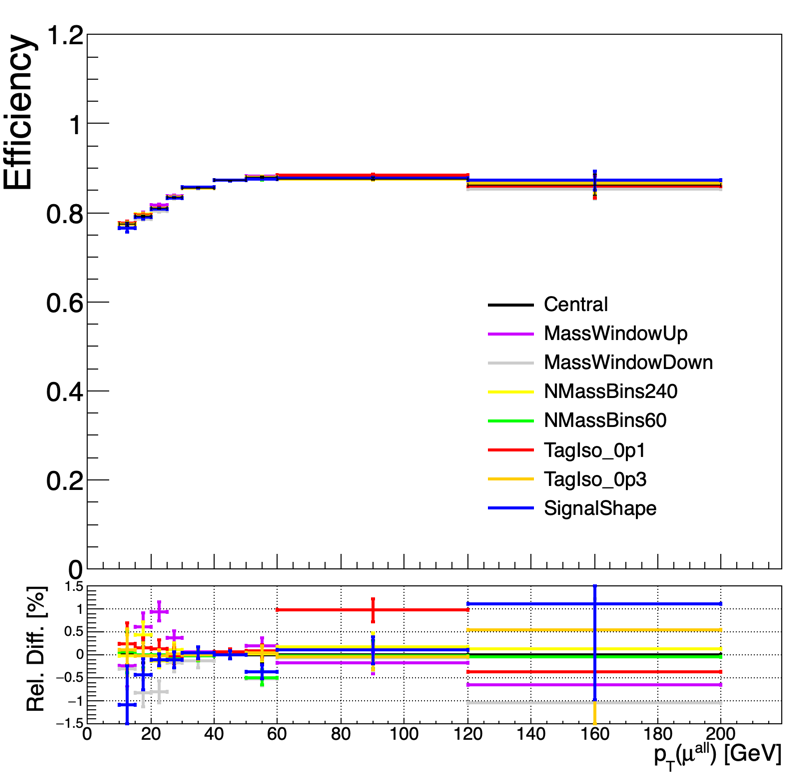 Efficiency
1.2
1
0.8
0.6
0.4
0.2
0
Central
MassWindowUp
MassWindowDown
NMassBins240
NMassBins60
TagIso_0p1
TagIso_0p3
SignalShape
Rel. Diff. [%]
1.5
1
0.5
0
−0.5
−1
−1.5
0 20 40 60 80 100 120 140 160 180 200
p_T(μ^all) [GeV]